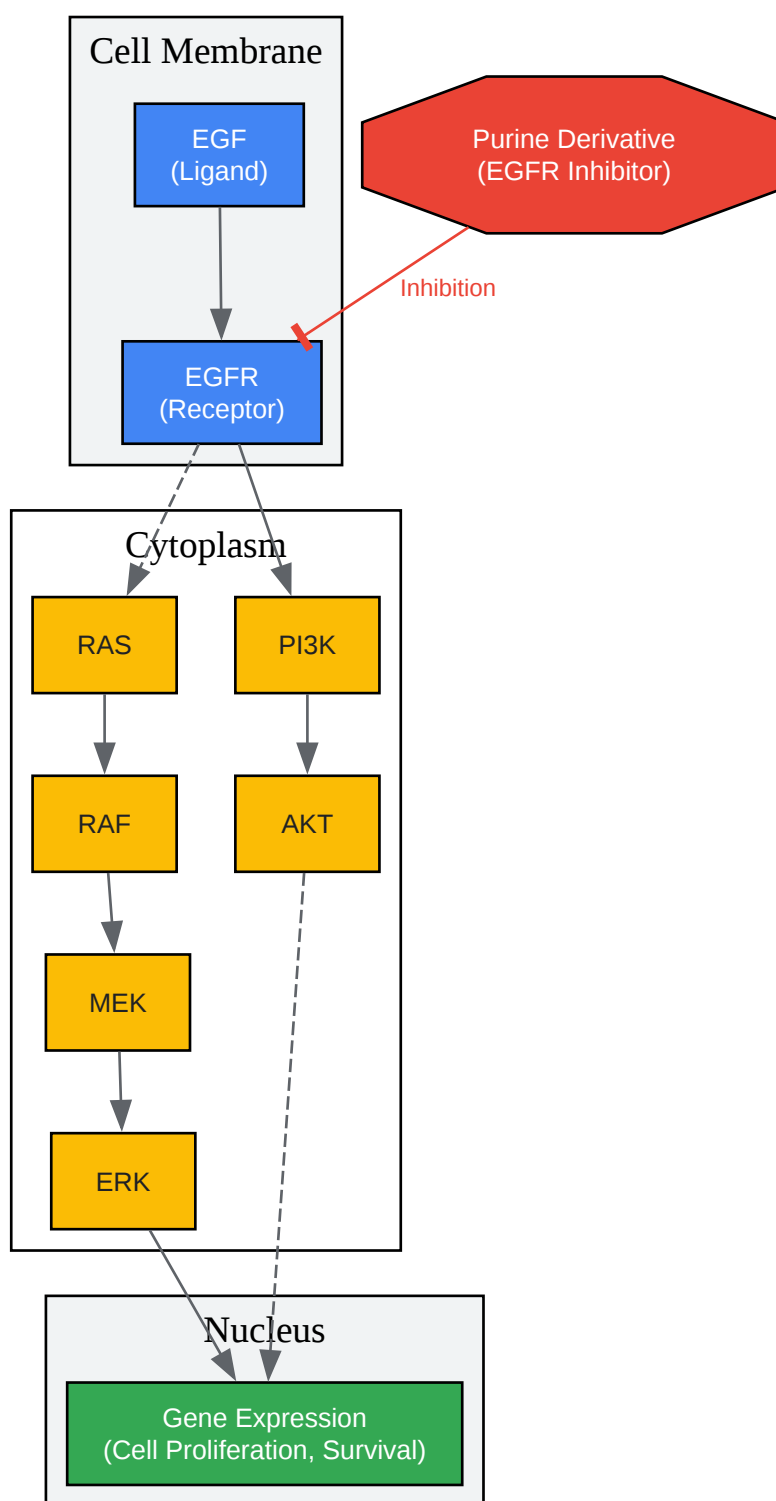 Cell Membrane
EGF
(Ligand)
Purine Derivative
(EGFR Inhibitor)
Inhibition
EGFR
(Receptor)
Cytoplasm
RAS
PI3K
RAF
AKT
MEK
ERK
Nucleus
Gene Expression
(Cell Proliferation, Survival)